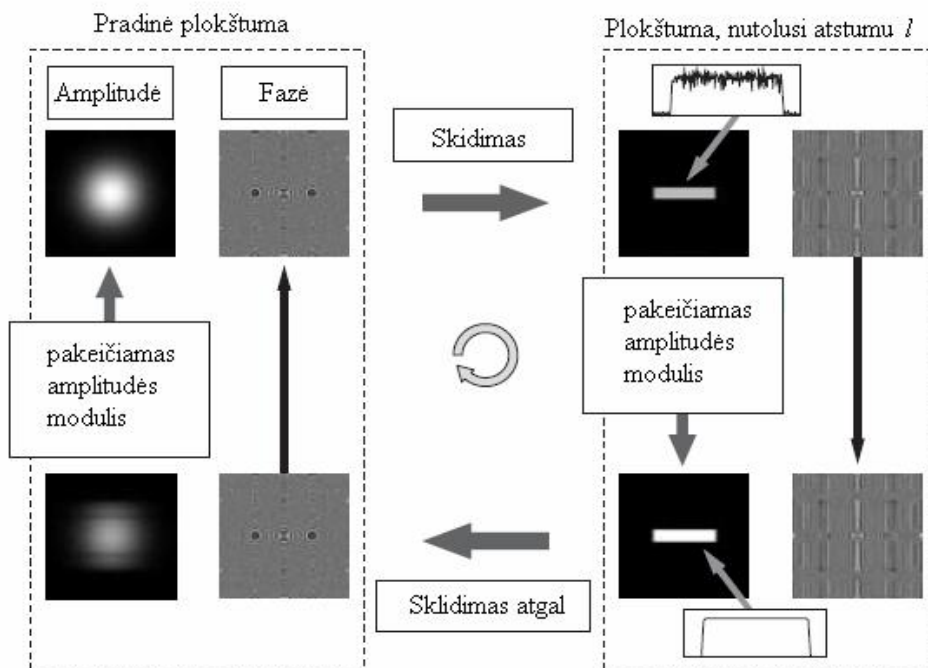 Pradinė plokštuma
Plokštuma, nutolusi atstumu l
Amplitudė
Fazė
Skidimas
pakeičiamas
amplitudės
modulis
pakeičiamas
amplitudės
modulis
Sklidimas atgal